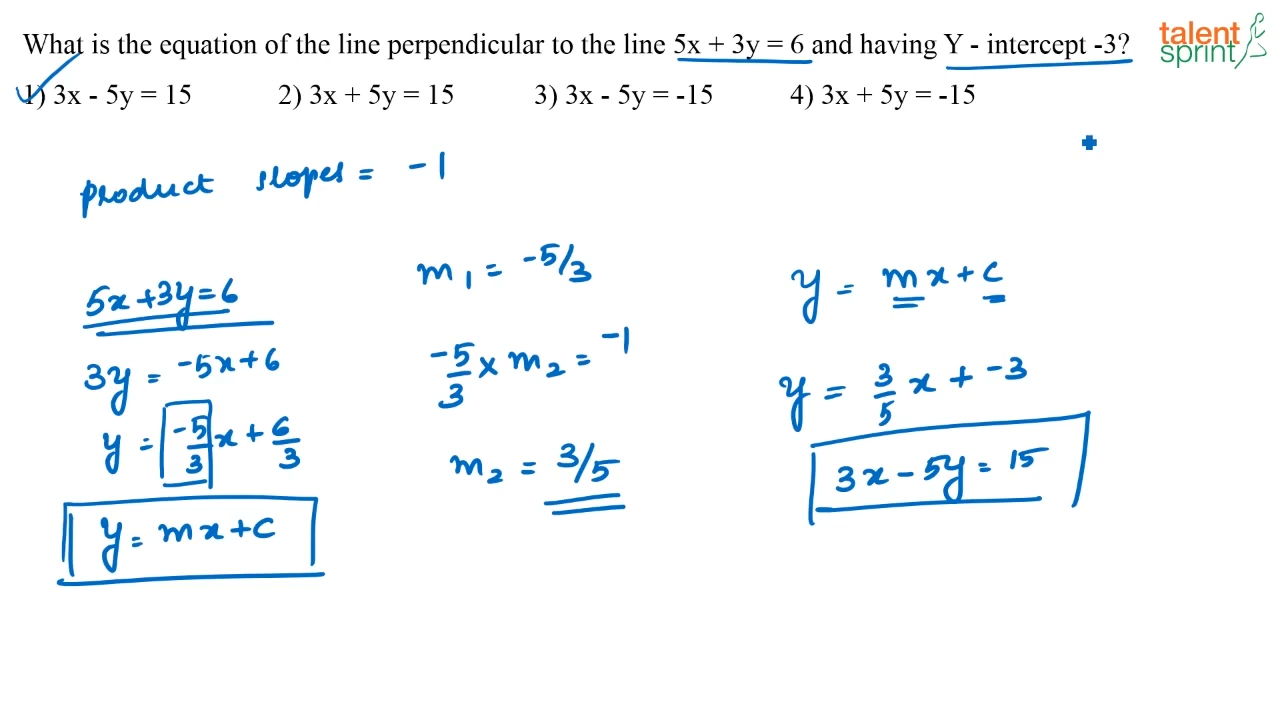 What is the equation of the line perpendicular to the line 5x + 3y = 6 and having Y - intercept -3?
talent
sprint
1) 3x - 5y = 15 2) 3x + 5y = 15 3) 3x - 5y = -15 4) 3x + 5y = -15
product slopes = -1
5x+3y=6
3y = -5x+6
y = -5/3 x + 6/3
y = mx+c
m1 = -5/3
-5/3 x m2 = -1
m2 = 3/5
y = mx+c
y = 3/5 x + -3
3x - 5y = 15